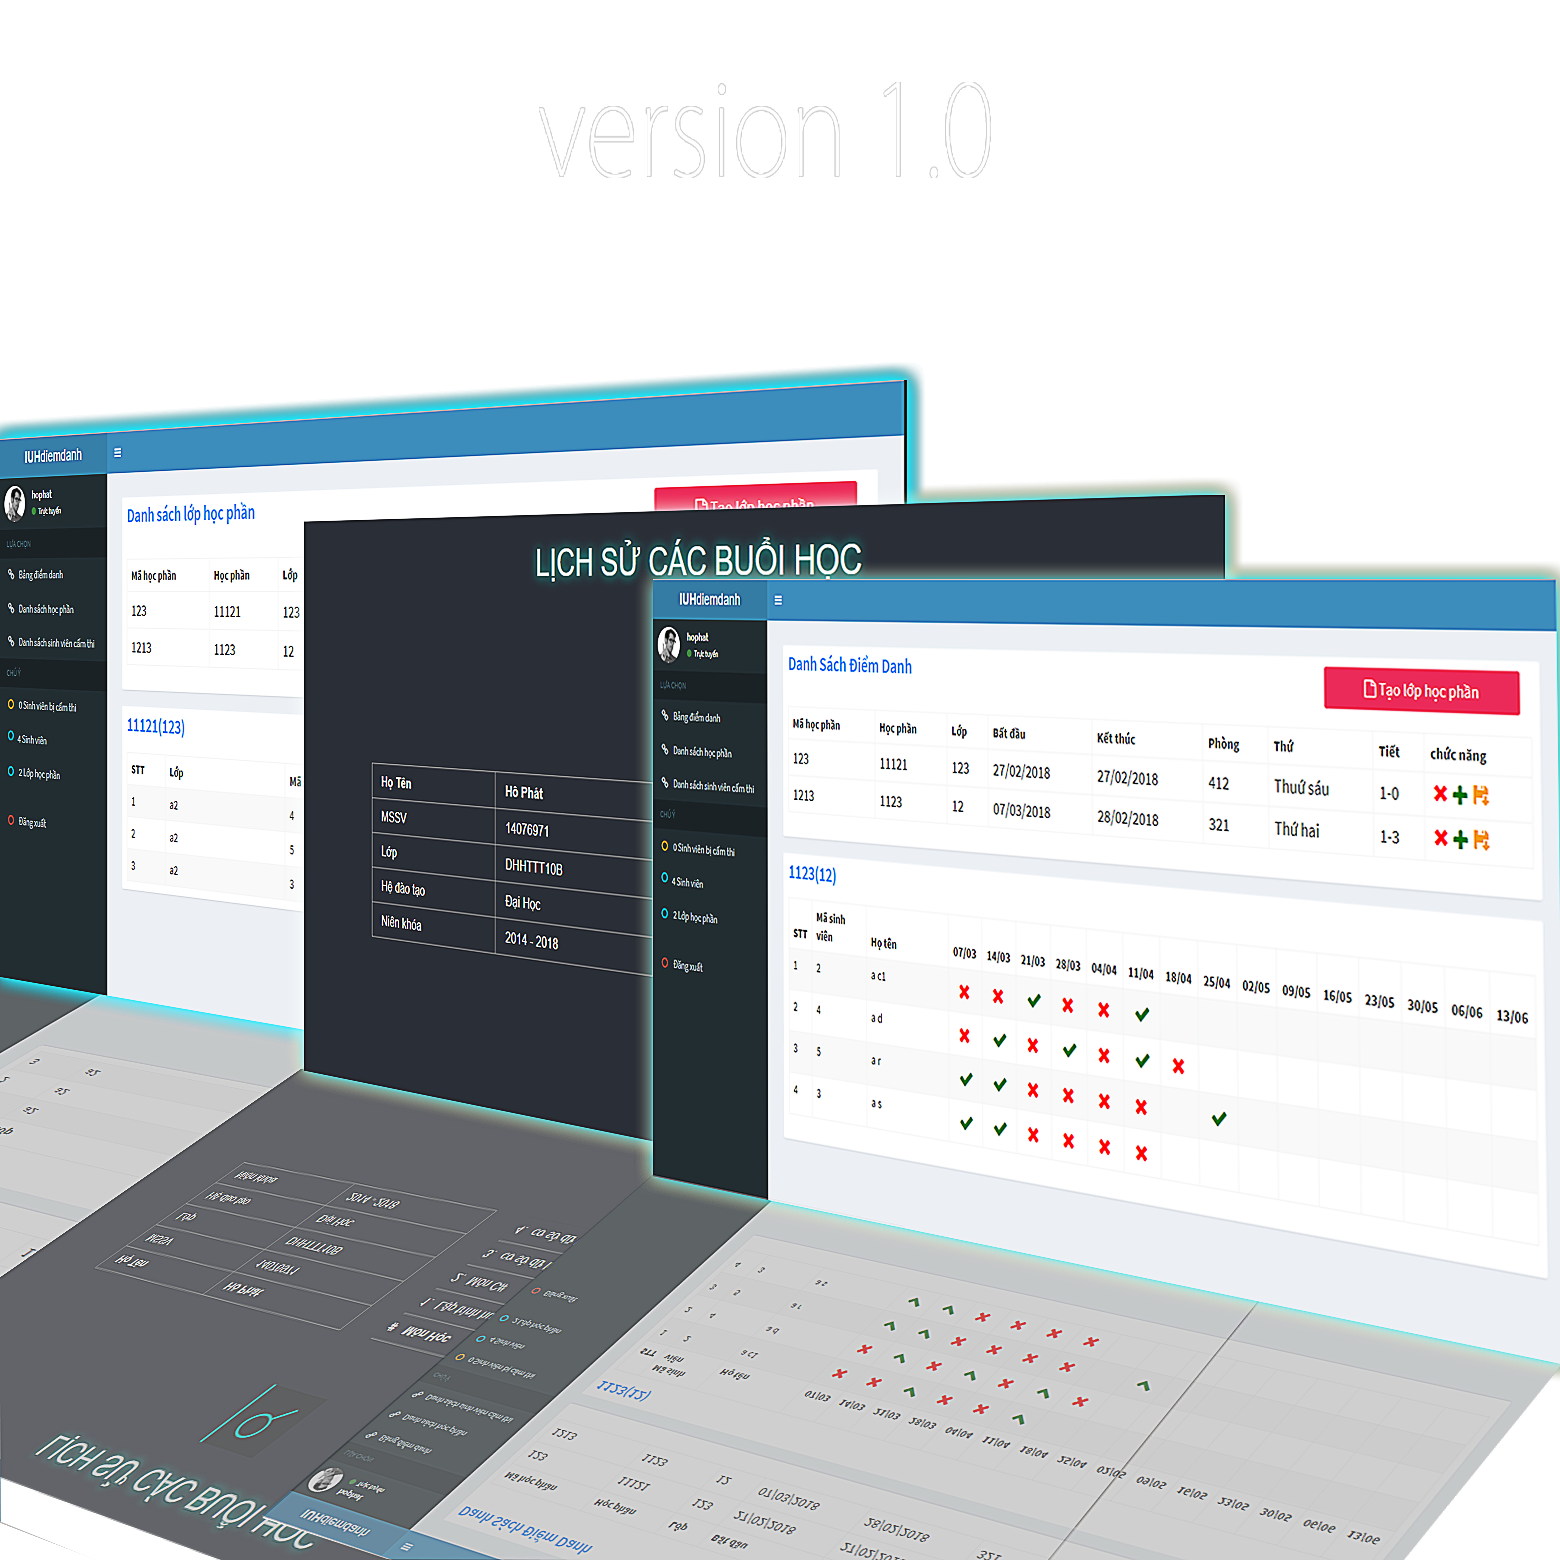 version 1.0
IUHdiemdanh
hophat
Trực tuyến
LỰA CHỌN
Bảng điểm danh
Danh sách học phần
Danh sách sinh viên cấm thi
CHÚ Ý
0 Sinh viên bị cấm thi
4 Sinh viên
2 Lớp học phần
Đăng xuất
Danh sách lớp học phần
Tạo lớp học phần
Mã học phần Học phần Lớp
123 11121 123
1213 1123 12
11121(123)
STT Lớp Mã
1 a2 4
2 a2 5
3 a2 3
LỊCH SỬ CÁC BUỔI HỌC
Họ Tên Hô Phát
MSSV 14076971
Lớp DHHTTT10B
Hệ đào tạo Đại Học
Niên khóa 2014 - 2018
IUHdiemdanh
hophat
Trực tuyến
LỰA CHỌN
Bảng điểm danh
Danh sách học phần
Danh sách sinh viên cấm thi
CHÚ Ý
0 Sinh viên bị cấm thi
4 Sinh viên
2 Lớp học phần
Đăng xuất
Danh Sách Điểm Danh
Tạo lớp học phần
Mã học phần Học phần Lớp Bắt đầu Kết thúc Phòng Thứ Tiết chức năng
123 11121 123 27/02/2018 27/02/2018 412 Thuứ sáu 1-0
1213 1123 12 07/03/2018 28/02/2018 321 Thứ hai 1-3
1123(12)
STT Mã sinh viên Họ tên 07/03 14/03 21/03 28/03 04/04 11/04 18/04 25/04 02/05 09/05 16/05 23/05 30/05 06/06 13/06
1 2 a c1
2 4 a d
3 5 a r
4 3 a s